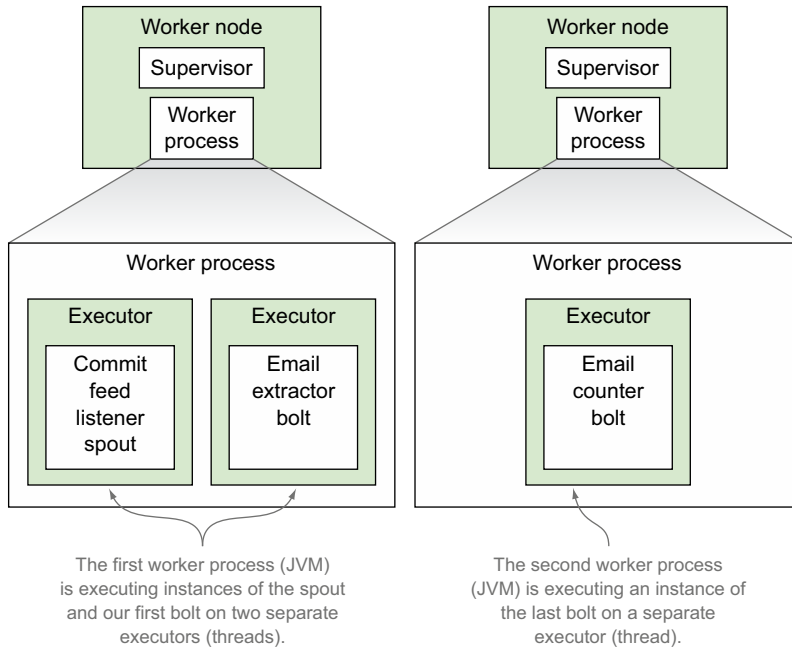 Worker node
Supervisor
Worker
process
Worker process
Executor
Commit
feed
listener
spout
Executor
Email
extractor
bolt
The first worker process (JVM)
is executing instances of the spout
and our first bolt on two separate
executors (threads).
Worker node
Supervisor
Worker
process
Worker process
Executor
Email
counter
bolt
The second worker process
(JVM) is executing an instance of
the last bolt on a separate
executor (thread).